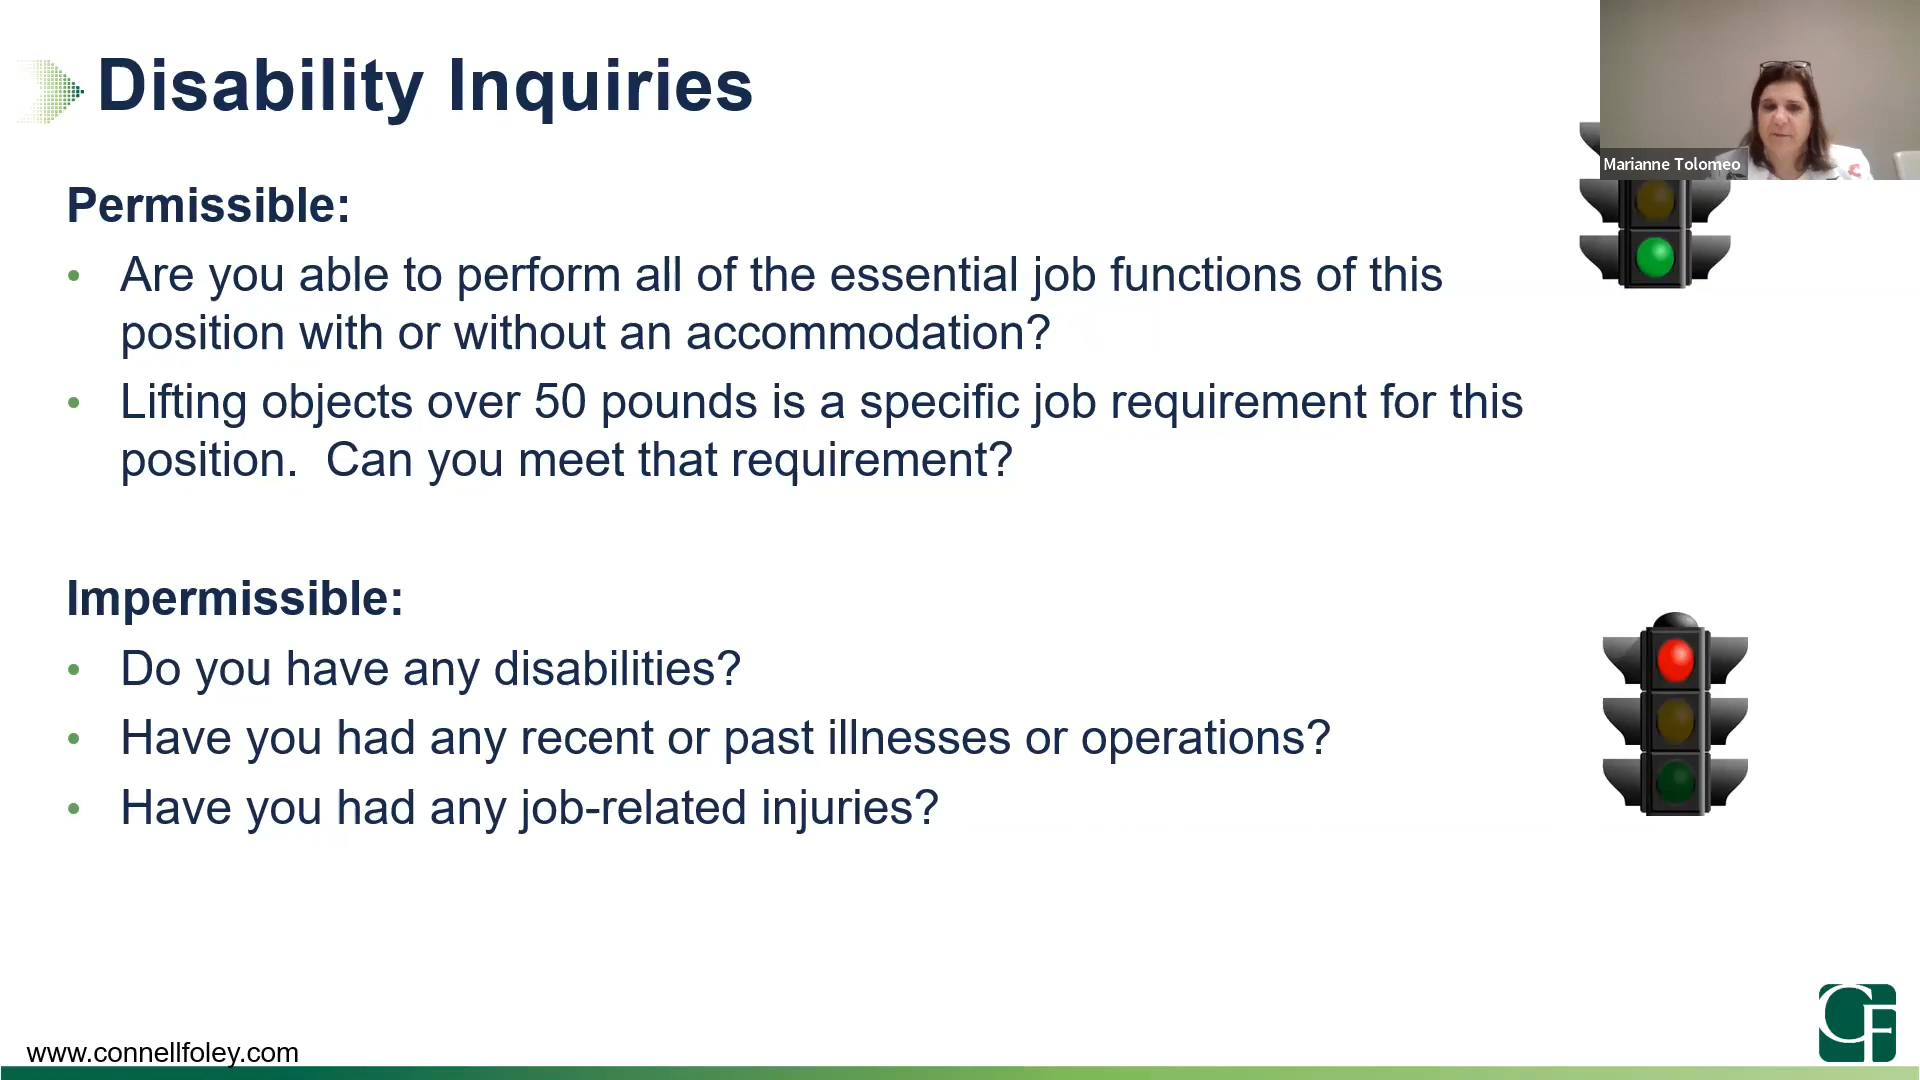 Disability Inquiries
Marianne Tolomeo
Permissible:
• Are you able to perform all of the essential job functions of this
position with or without an accommodation?
• Lifting objects over 50 pounds is a specific job requirement for this
position.  Can you meet that requirement?
Impermissible:
• Do you have any disabilities?
• Have you had any recent or past illnesses or operations?
• Have you had any job-related injuries?
CF
www.connellfoley.com